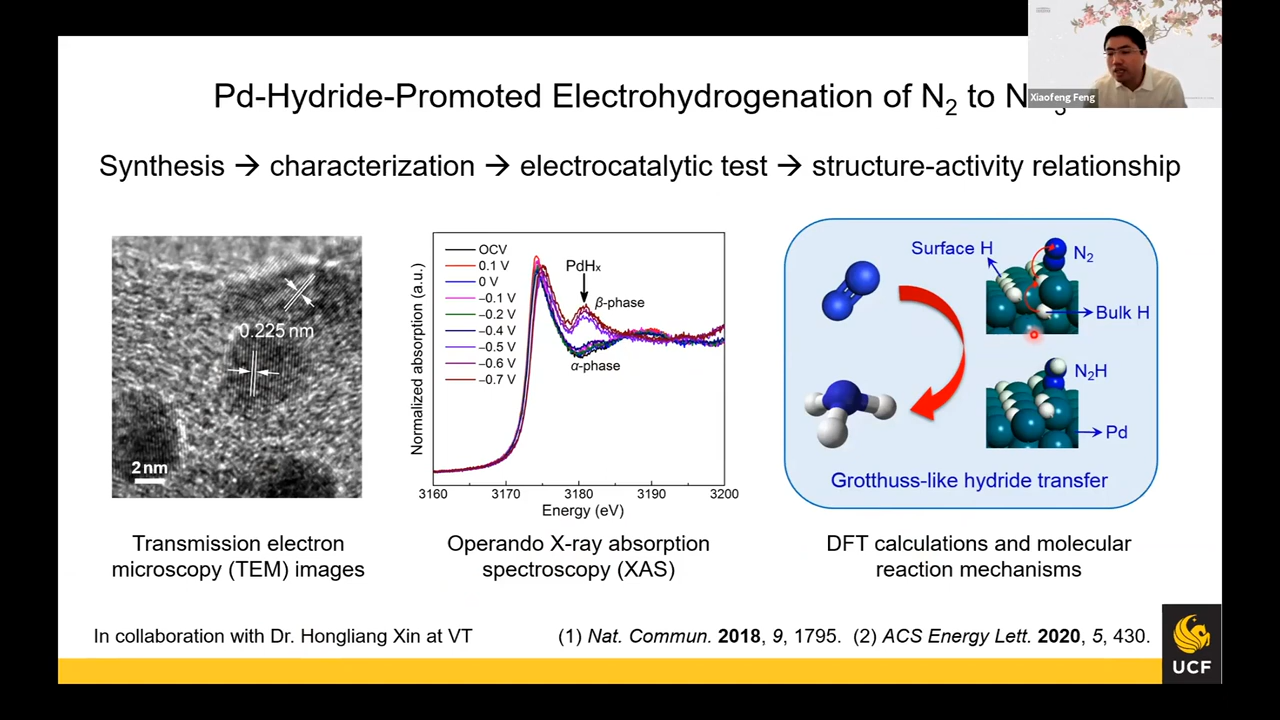 Pd-Hydride-Promoted Electrohydrogenation of N₂ to N
3
Xiaofeng Feng
Synthesis → characterization → electrocatalytic test → structure-activity relationship
0.225 nm
2 nm
Normalized absorption (a.u.)
OCV
0.1 V
0 V
–0.1 V
–0.2 V
–0.4 V
–0.5 V
–0.6 V
–0.7 V
PdHₓ
β-phase
α-phase
3160 3170 3180 3190 3200
Energy (eV)
Surface H
N₂
Bulk H
N₂H
Pd
Grotthuss-like hydride transfer
Transmission electron
microscopy (TEM) images
Operando X-ray absorption
spectroscopy (XAS)
DFT calculations and molecular
reaction mechanisms
In collaboration with Dr. Hongliang Xin at VT
(1) Nat. Commun. 2018, 9, 1795. (2) ACS Energy Lett. 2020, 5, 430.
UCF